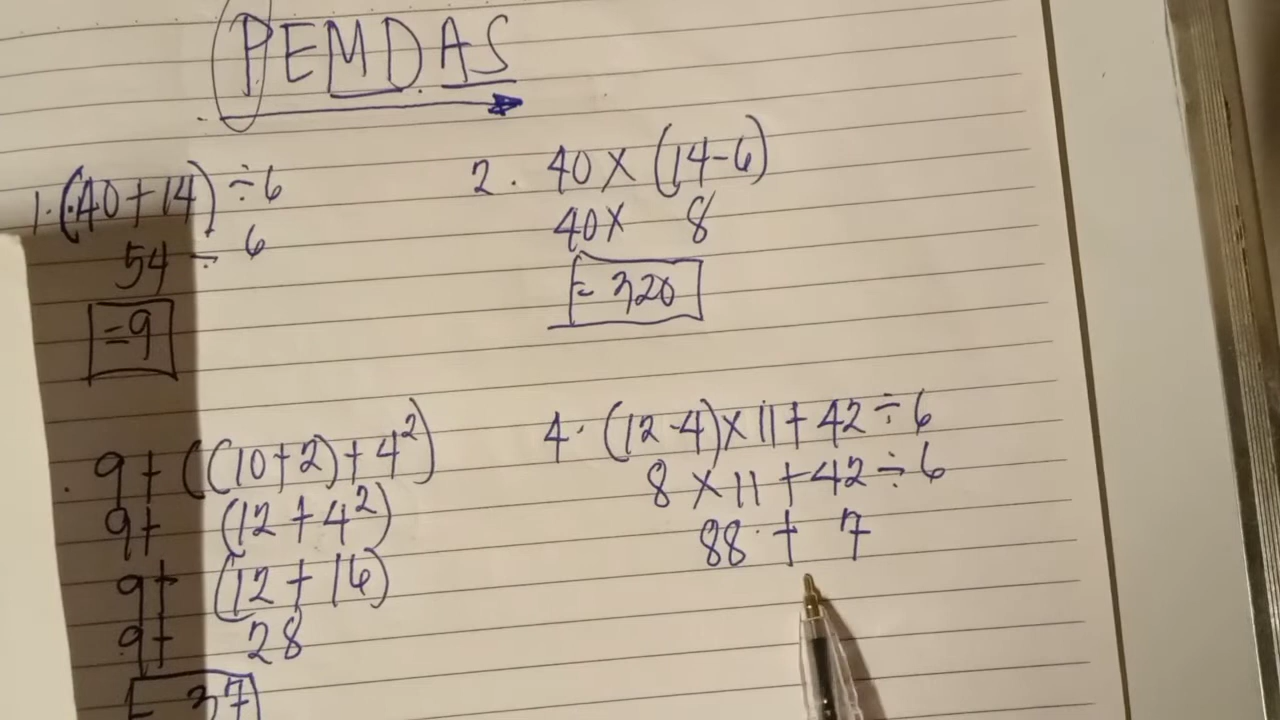 PEMDAS
1. (40+14) ÷ 6
54 ÷ 6
= 9
2. 40 x (14-6)
40 x 8
= 320
. 9 + ((10+2) + 4²)
9 + (12 + 4²)
9 + (12 + 16)
9 + 28
= 37
4. (12-4) x 11 + 42 ÷ 6
8 x 11 + 42 ÷ 6
88 + 7